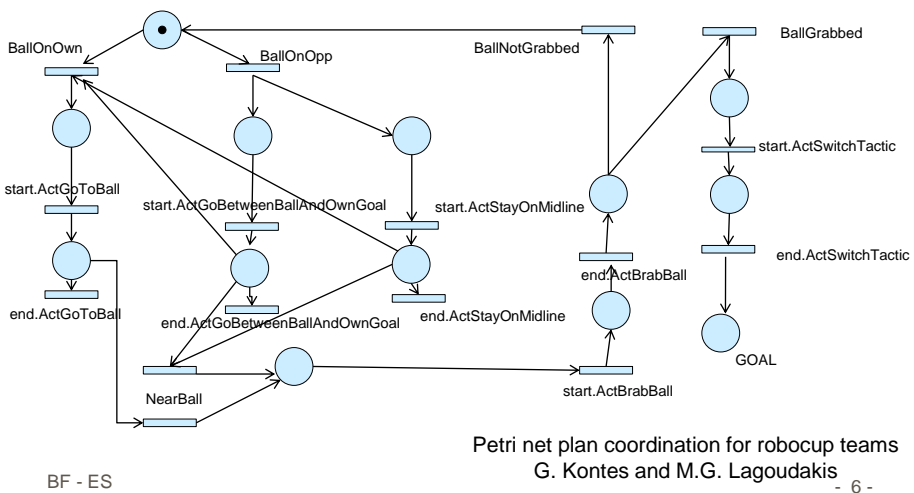 BallOnOwn
BallOnOpp
BallNotGrabbed
BallGrabbed
start.ActSwitchTactic
start.ActGoToBall
start.ActGoBetweenBallAndOwnGoal
start.ActStayOnMidline
end.ActSwitchTactic
end.ActBrabBall
end.ActGoToBall
end.ActGoBetweenBallAndOwnGoal
end.ActStayOnMidline
GOAL
NearBall
start.ActBrabBall
Petri net plan coordination for robocup teams
G. Kontes and M.G. Lagoudakis
BF - ES
- 6 -